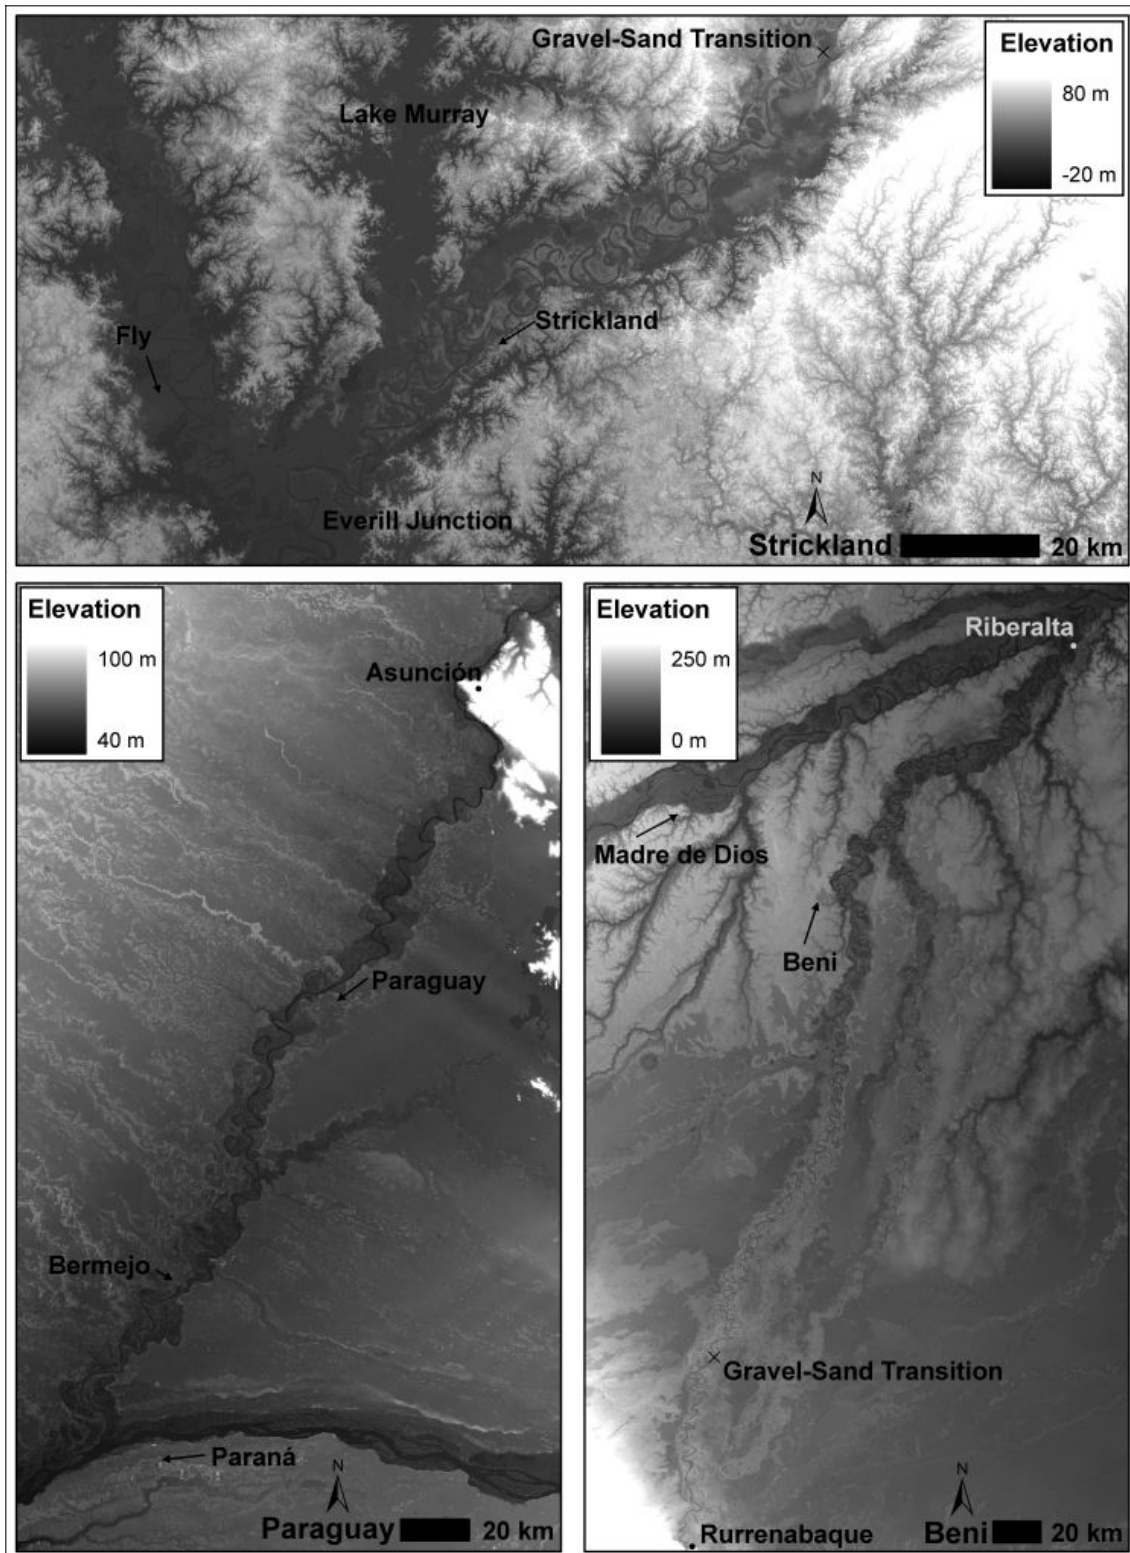 Gravel-Sand Transition
Elevation
80 m
-20 m
Lake Murray
Strickland
Fly
Everill Junction
N
Strickland 20 km
Elevation
100 m
40 m
Asunción
Paraguay
Bermejo
Paraná
N
Paraguay 20 km
Elevation
250 m
0 m
Riberalta
Madre de Dios
Beni
Gravel-Sand Transition
N
Rurrenabaque
Beni 20 km